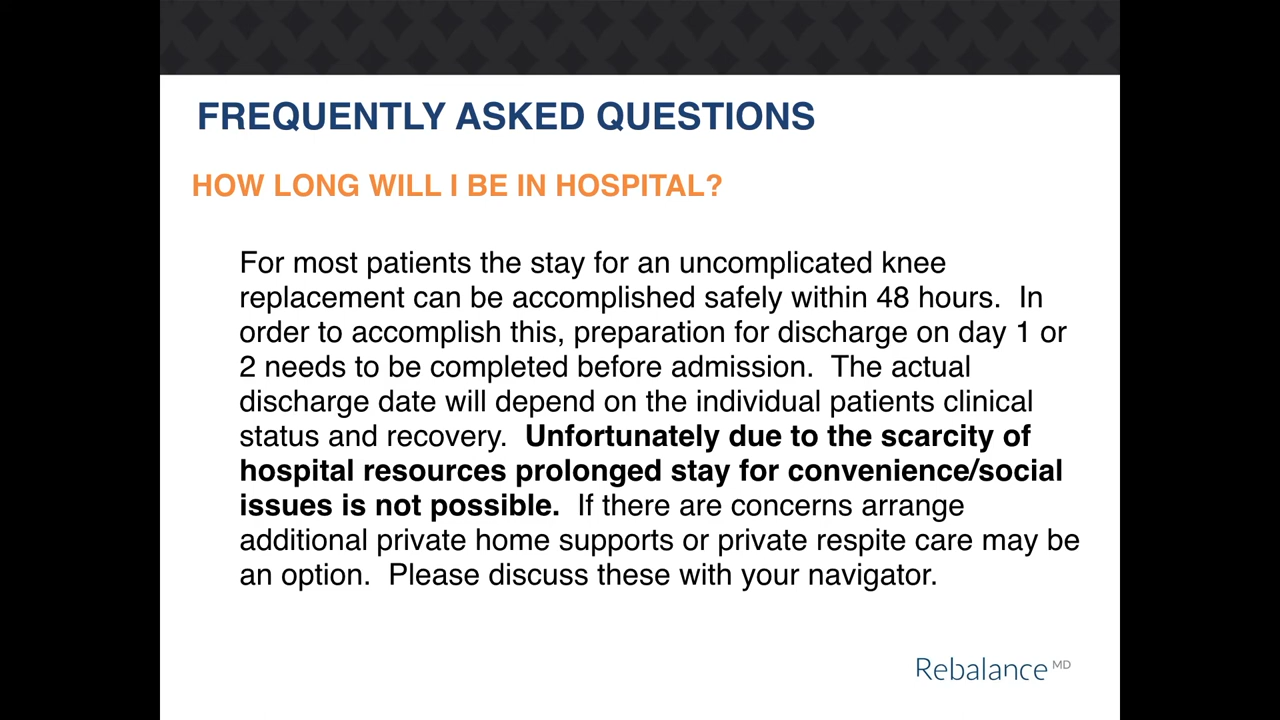 FREQUENTLY ASKED QUESTIONS
HOW LONG WILL I BE IN HOSPITAL?
For most patients the stay for an uncomplicated knee
replacement can be accomplished safely within 48 hours.  In
order to accomplish this, preparation for discharge on day 1 or
2 needs to be completed before admission.  The actual
discharge date will depend on the individual patients clinical
status and recovery.  Unfortunately due to the scarcity of
hospital resources prolonged stay for convenience/social
issues is not possible.  If there are concerns arrange
additional private home supports or private respite care may be
an option.  Please discuss these with your navigator.
Rebalance MD